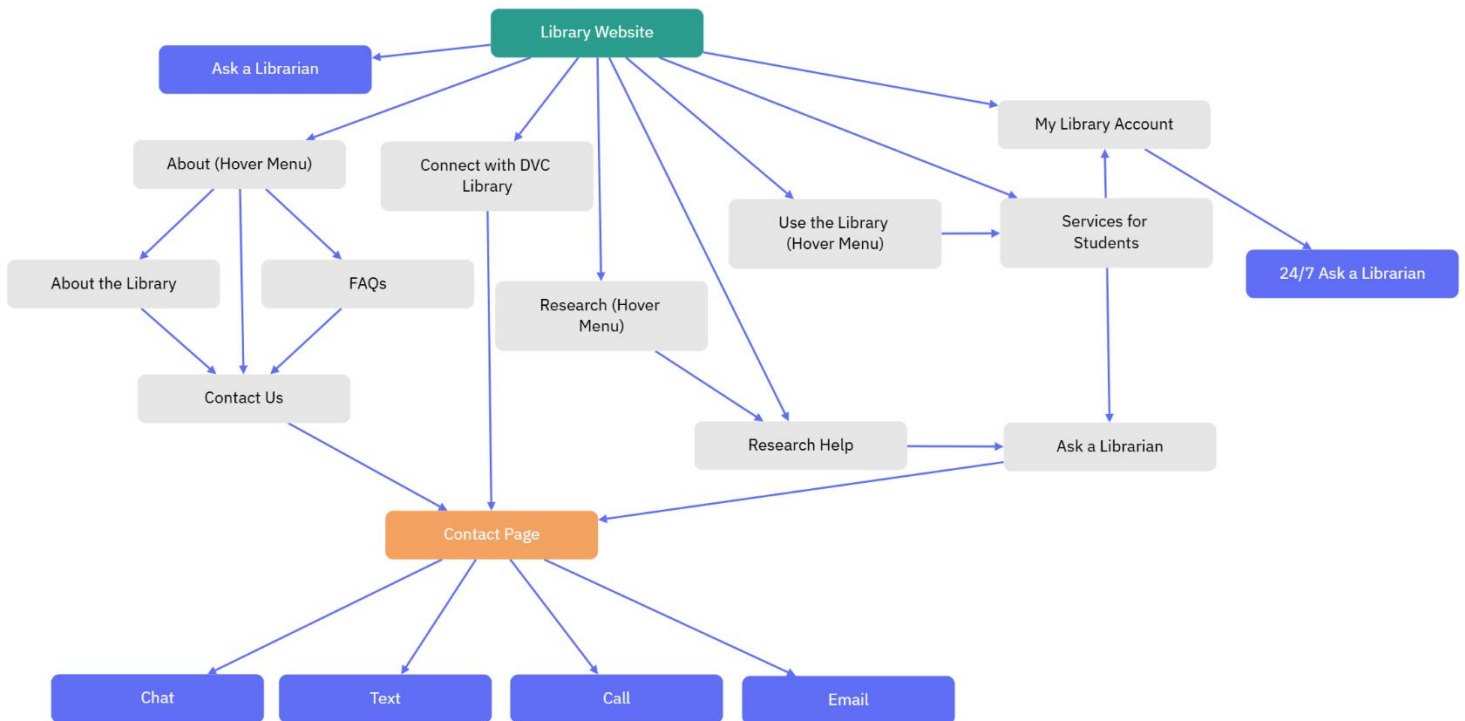 Library Website
Ask a Librarian
My Library Account
About (Hover Menu)
Connect with DVC
Library
Use the Library
(Hover Menu)
Services for
Students
About the Library
FAQs
24/7 Ask a Librarian
Research (Hover
Menu)
Contact Us
Research Help
Ask a Librarian
Contact Page
Chat
Text
Call
Email